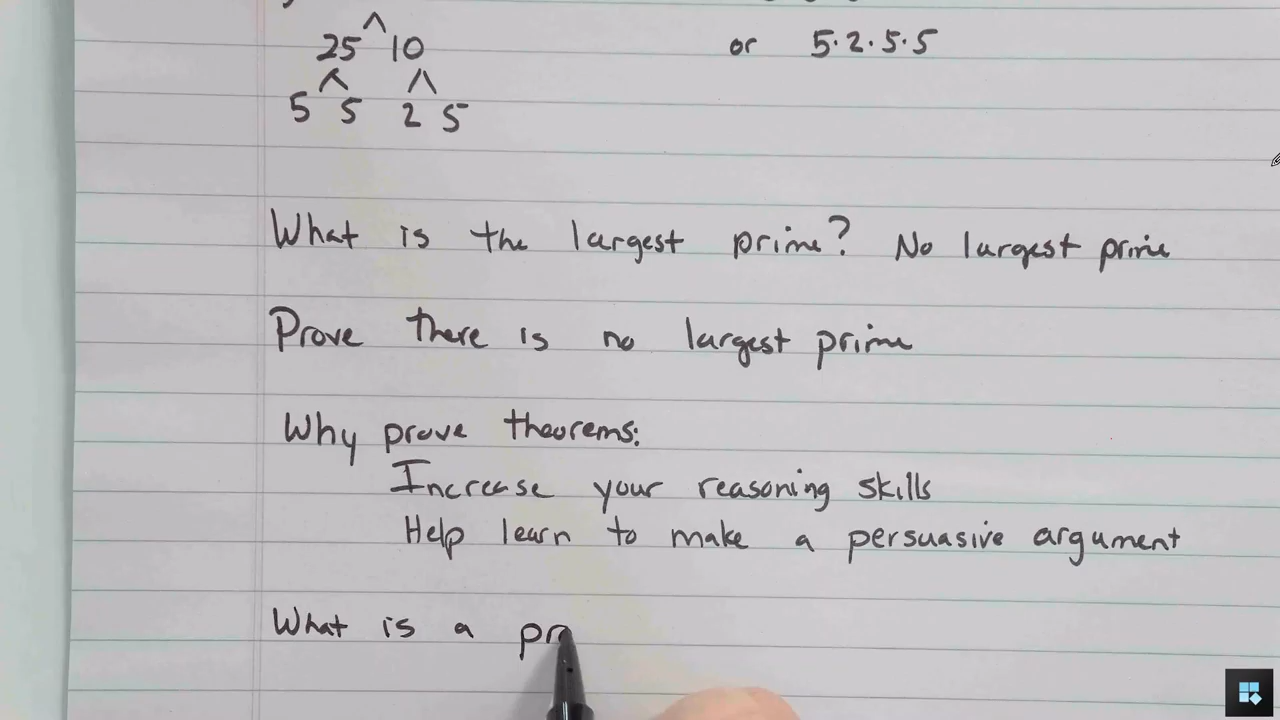 25 10
or 5·2·5·5
5 5 2 5
What is the largest prime? No largest prime
Prove there is no largest prime
Why prove theorems:
Increase your reasoning skills
Help learn to make a persuasive argument
What is a pr